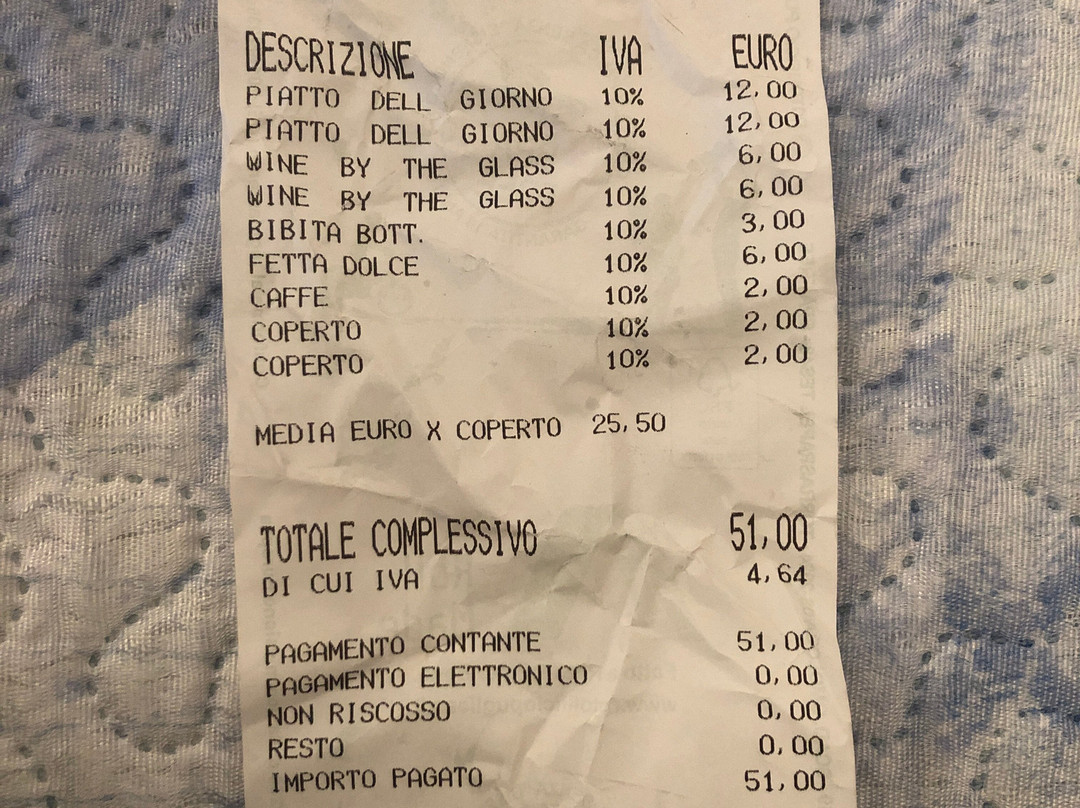 DESCRIZIONE IVA EURO
PIATTO DELL GIORNO 10% 12,00
PIATTO DELL GIORNO 10% 12,00
WINE BY THE GLASS 10% 6,00
WINE BY THE GLASS 10% 6,00
BIBITA BOTT. 10% 3,00
FETTA DOLCE 10% 6,00
CAFFE 10% 2,00
COPERTO 10% 2,00
COPERTO 10% 2,00
MEDIA EURO X COPERTO 25,50
TOTALE COMPLESSIVO 51,00
DI CUI IVA 4,64
PAGAMENTO CONTANTE 51,00
PAGAMENTO ELETTRONICO 0,00
NON RISCOSSO 0,00
RESTO 0,00
IMPORTO PAGATO 51,00